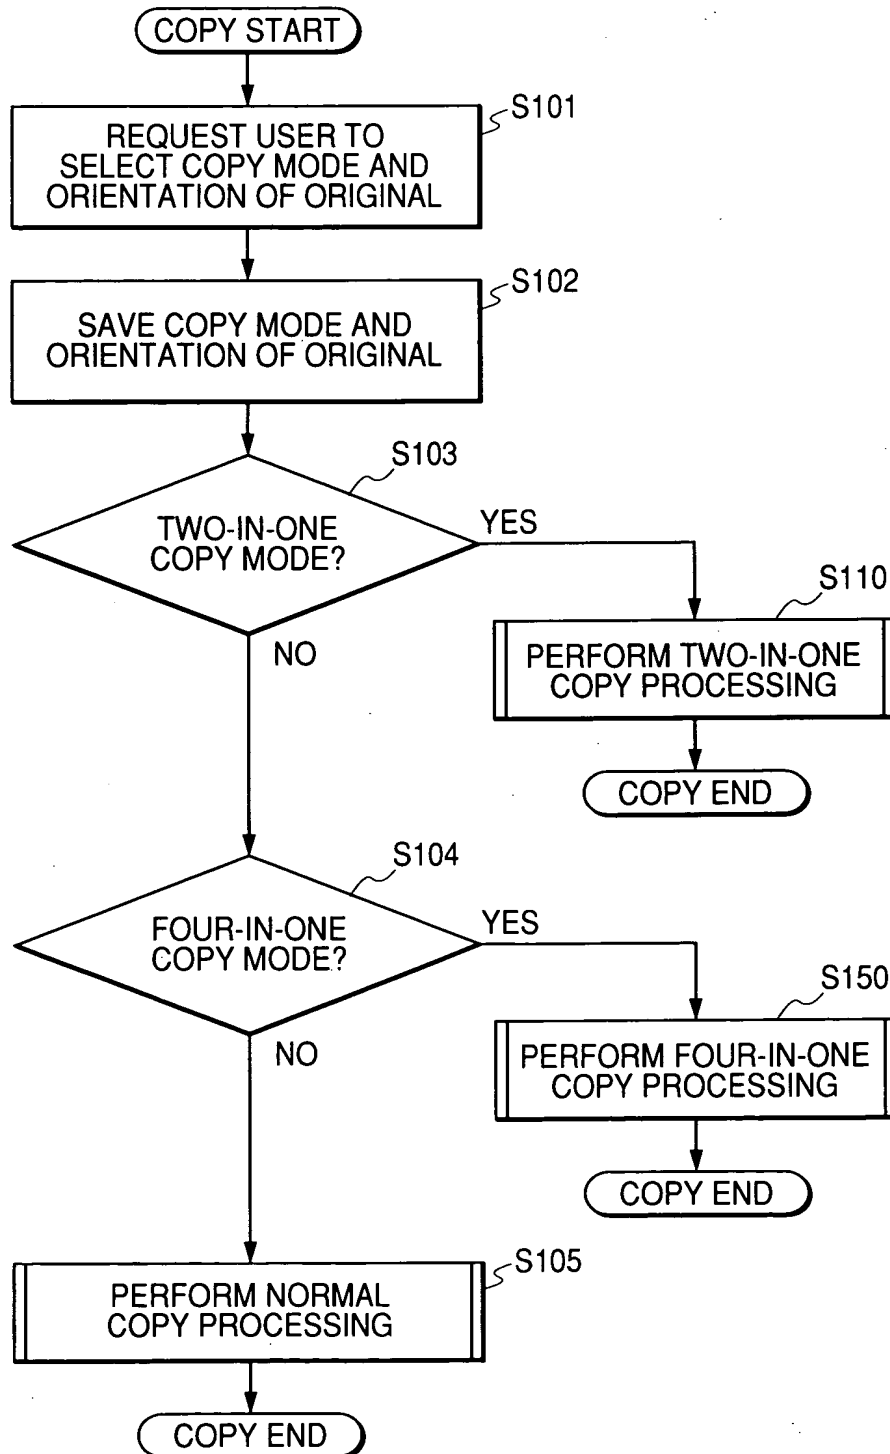 COPY START
S101
REQUEST USER TO
SELECT COPY MODE AND
ORIENTATION OF ORIGINAL
S102
SAVE COPY MODE AND
ORIENTATION OF ORIGINAL
S103
TWO-IN-ONE
COPY MODE?
YES
NO
S110
PERFORM TWO-IN-ONE
COPY PROCESSING
COPY END
S104
FOUR-IN-ONE
COPY MODE?
YES
NO
S150
PERFORM FOUR-IN-ONE
COPY PROCESSING
COPY END
S105
PERFORM NORMAL
COPY PROCESSING
COPY END